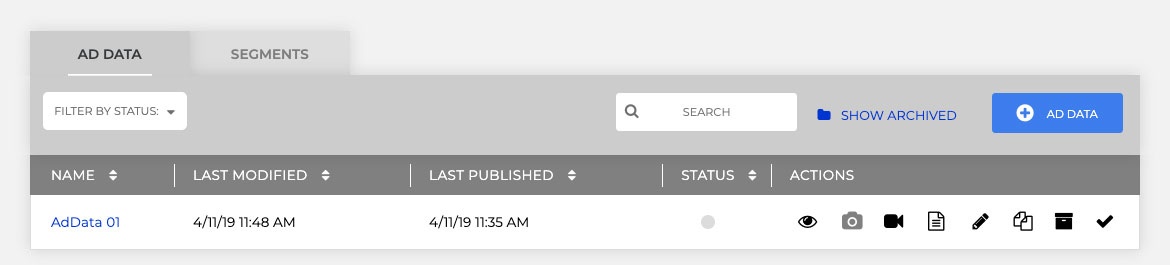 AD DATA SEGMENTS
FILTER BY STATUS: SEARCH SHOW ARCHIVED AD DATA
NAME LAST MODIFIED LAST PUBLISHED STATUS ACTIONS
AdData 01 4/11/19 11:48 AM 4/11/19 11:35 AM